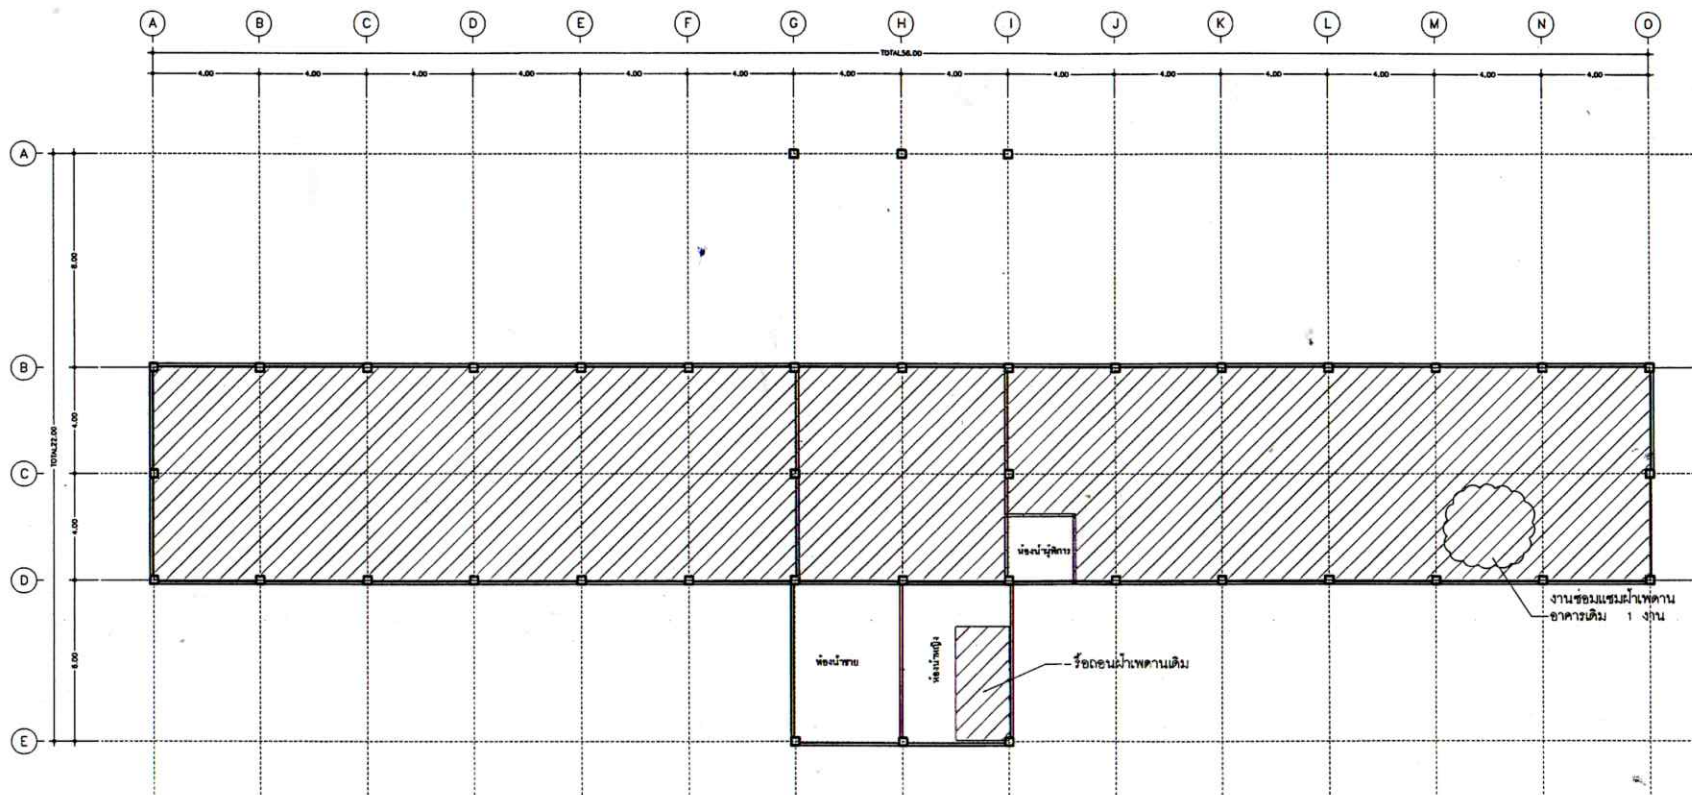 A B C D E F G H I J K L M N O
TOTAL56.00
4.00 4.00 4.00 4.00 4.00 4.00 4.00 4.00 4.00 4.00 4.00 4.00 4.00 4.00
A
8.00
B
4.00
TOTAL22.00
C
4.00
ห้องน้ำผู้พิการ
D
งานซ่อมแซมฝ้าเพดาน
อาคารเดิม 1 งาน
6.00
ห้องน้ำชาย
ห้องน้ำหญิง
รื้อถอนฝ้าเพดานเดิม
E